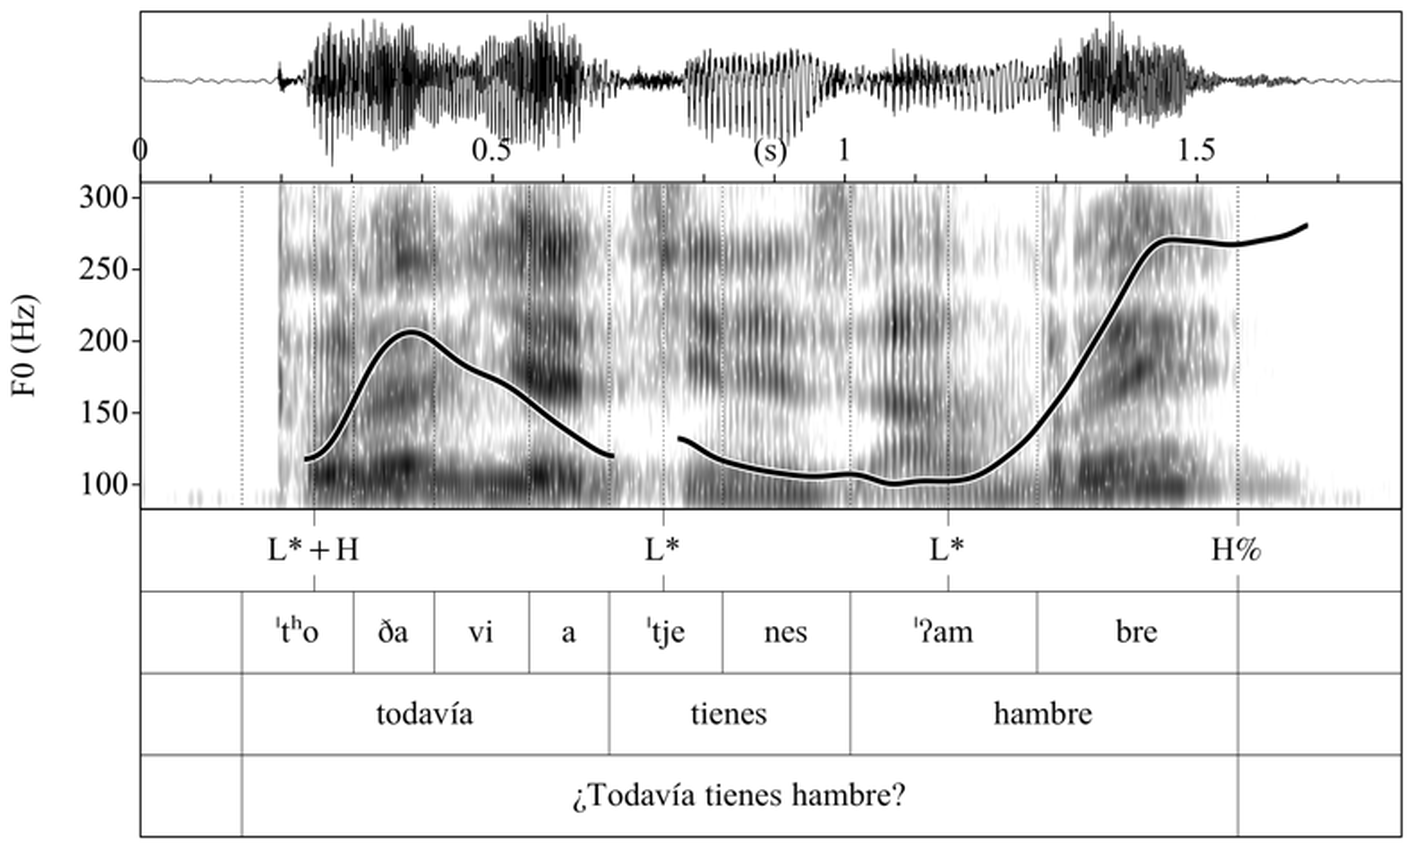 0 0.5 (s) 1 1.5
300
250
200
150
100
F0 (Hz)
L*+H L* L* H%
ˈtʰo ða vi a ˈtje nes ˈʔam bre
todavía tienes hambre
¿Todavía tienes hambre?